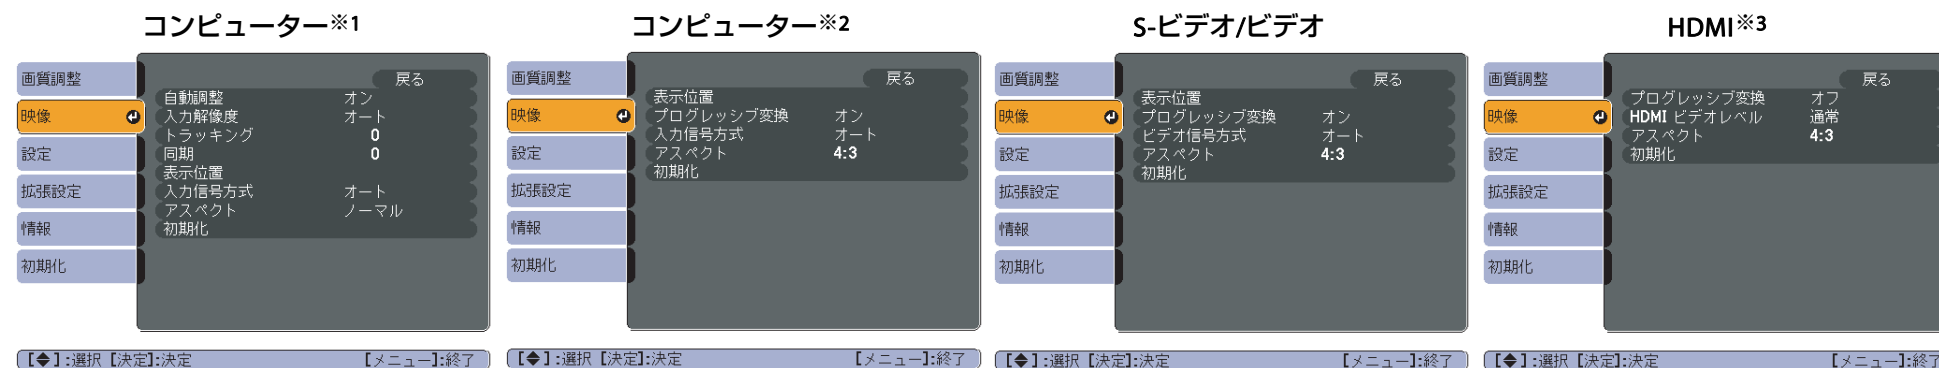 コンピューター※1
画質調整
映像
設定
拡張設定
情報
初期化
戻る
自動調整 オン
入力解像度 オート
トラッキング 0
同期 0
表示位置
入力信号方式 オート
アスペクト ノーマル
初期化
[◆]:選択 [決定]:決定 [メニュー]:終了
コンピューター※2
画質調整
映像
設定
拡張設定
情報
初期化
戻る
表示位置
プログレッシブ変換 オン
入力信号方式 オート
アスペクト 4:3
初期化
[◆]:選択 [決定]:決定 [メニュー]:終了
S-ビデオ/ビデオ
画質調整
映像
設定
拡張設定
情報
初期化
戻る
表示位置
プログレッシブ変換 オン
ビデオ信号方式 オート
アスペクト 4:3
初期化
[◆]:選択 [決定]:決定 [メニュー]:終了
HDMI※3
画質調整
映像
設定
拡張設定
情報
初期化
戻る
プログレッシブ変換 オフ
HDMI ビデオレベル 通常
アスペクト 4:3
初期化
[◆]:選択 [決定]:決定 [メニュー]:終了